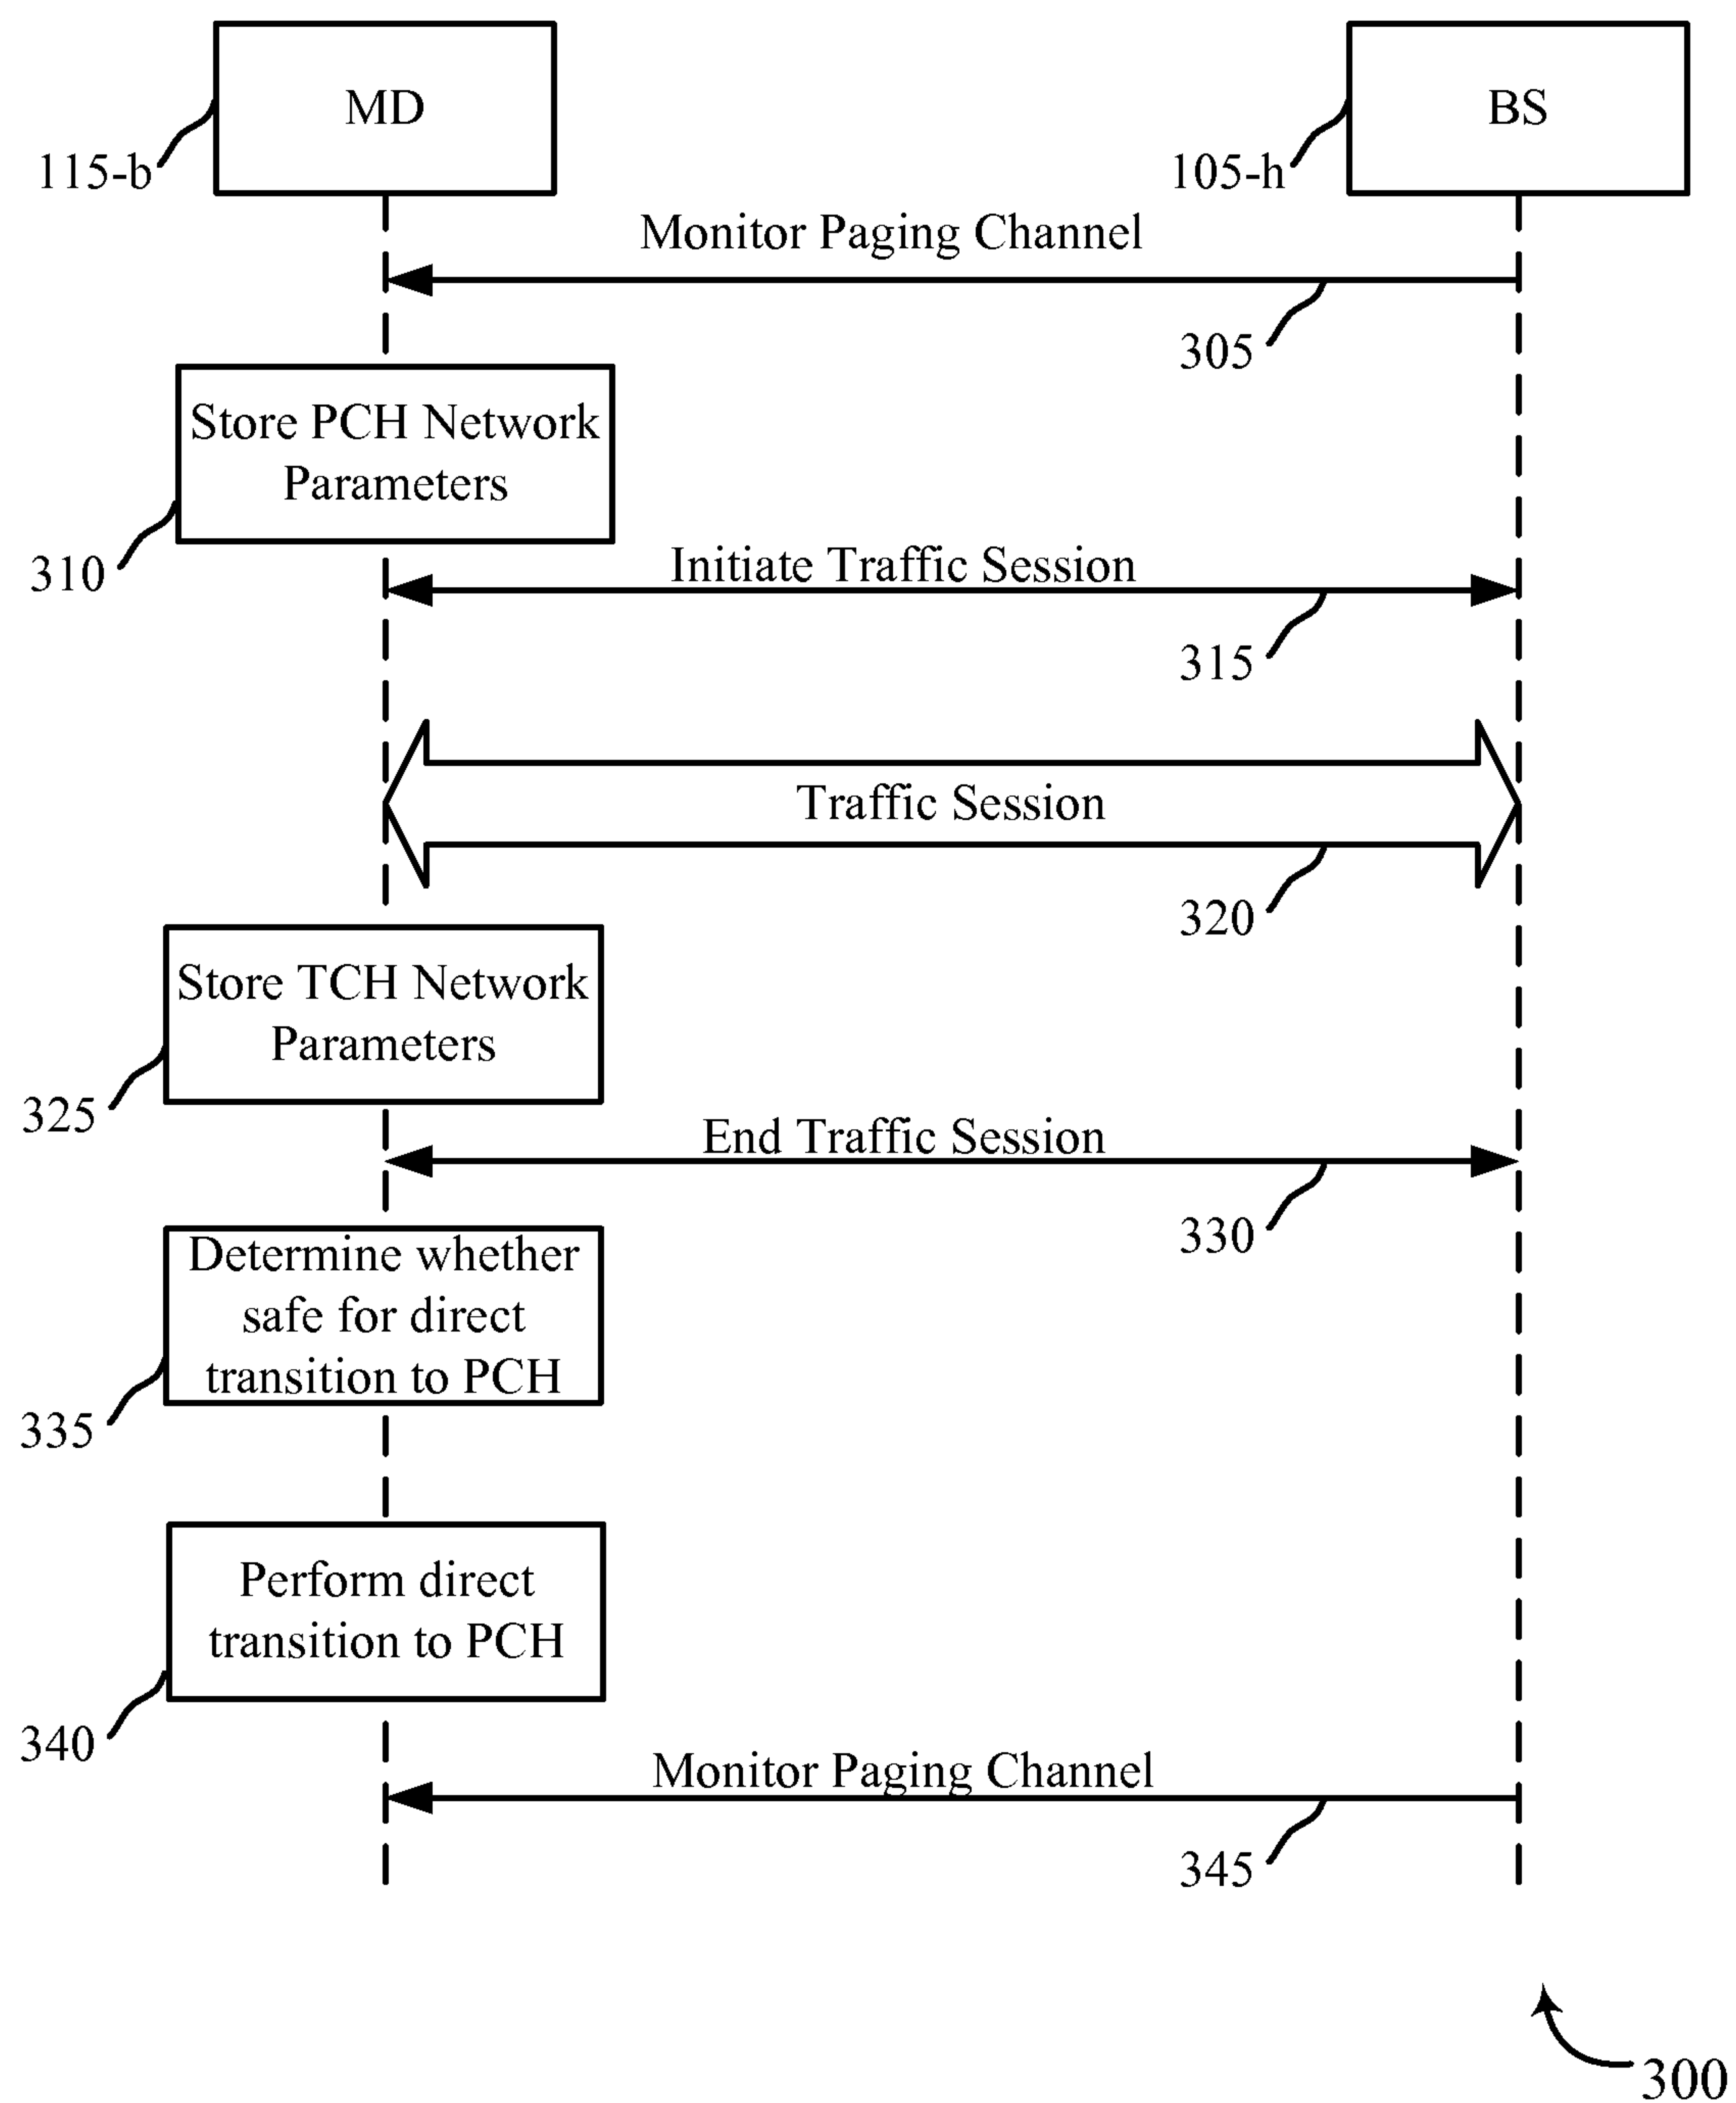 MD
BS
115-b
105-h
Monitor Paging Channel
305
Store PCH Network
Parameters
310
Initiate Traffic Session
315
Traffic Session
320
Store TCH Network
Parameters
325
End Traffic Session
330
Determine whether
safe for direct
transition to PCH
335
Perform direct
transition to PCH
340
Monitor Paging Channel
345
300